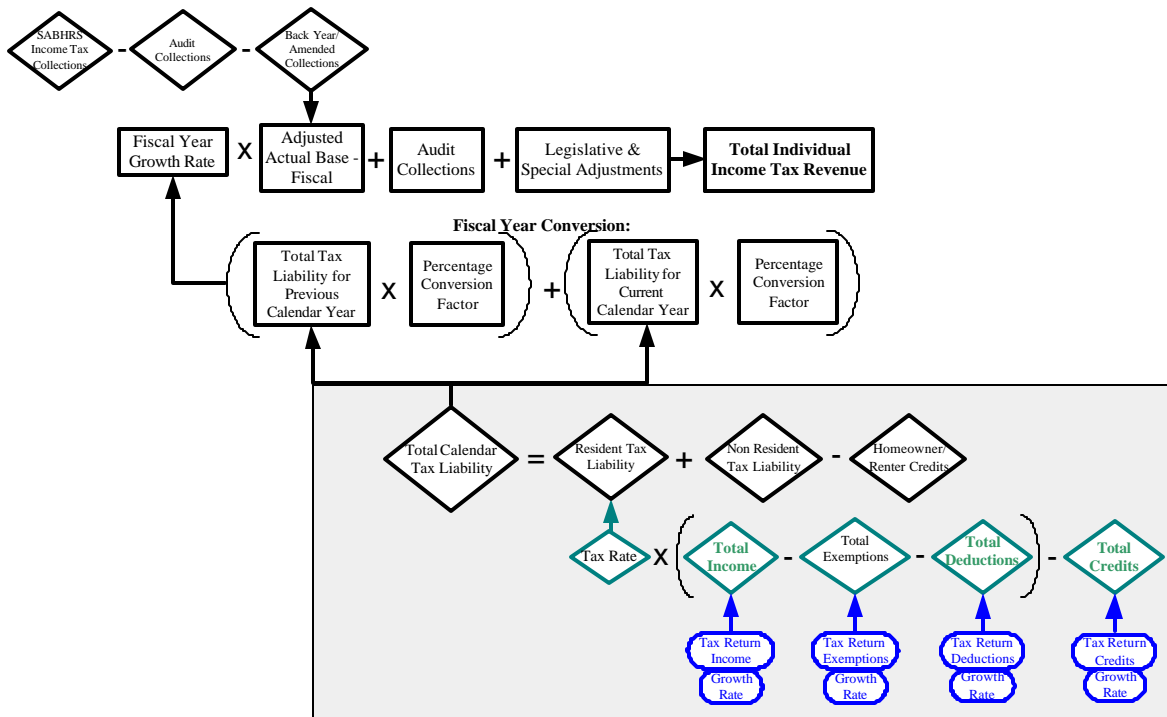 SABHRS
Income Tax
Collections
-
Audit
Collections
-
Back Year/
Amended
Collections
Fiscal Year
Growth Rate
X
Adjusted
Actual Base -
Fiscal
+
Audit
Collections
+
Legislative &
Special Adjustments
Total Individual
Income Tax Revenue
Fiscal Year Conversion:
Total Tax
Liability for
Previous
Calendar Year
X
Percentage
Conversion
Factor
+
Total Tax
Liability for
Current
Calendar Year
X
Percentage
Conversion
Factor
Total Calendar
Tax Liability
=
Resident Tax
Liability
+
Non Resident
Tax Liability
-
Homeowner/
Renter Credits
Tax Rate
X
(
Total
Income
-
Total
Exemptions
-
Total
Deductions
)
-
Total
Credits
Tax Return
Income
Growth
Rate
Tax Return
Exemptions
Growth
Rate
Tax Return
Deductions
Growth
Rate
Tax Return
Credits
Growth
Rate